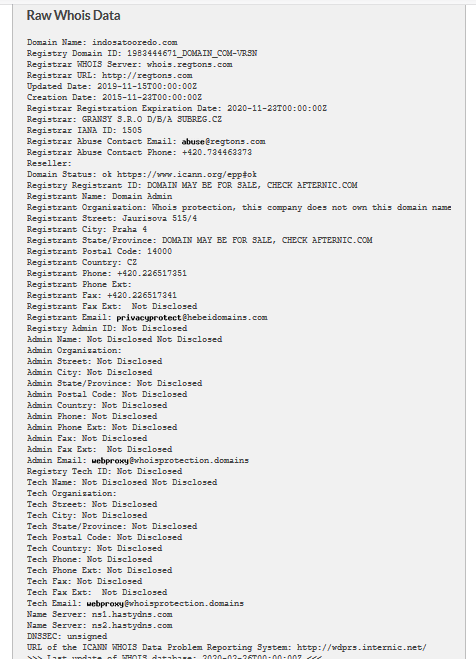 Raw Whois Data
Domain Name: indosatooredo.com
Registry Domain ID: 1983444671_DOMAIN_COM-VRSN
Registrar WHOIS Server: whois.regtons.com
Registrar URL: http://regtons.com
Updated Date: 2019-11-15T00:00:00Z
Creation Date: 2015-11-23T00:00:00Z
Registrar Registration Expiration Date: 2020-11-23T00:00:00Z
Registrar: GRANSY S.R.O D/B/A SUBREG.CZ
Registrar IANA ID: 1505
Registrar Abuse Contact Email: abuse@regtons.com
Registrar Abuse Contact Phone: +420.734463373
Reseller:
Domain Status: ok https://www.icann.org/epp#ok
Registry Registrant ID: DOMAIN MAY BE FOR SALE, CHECK AFTERNIC.COM
Registrant Name: Domain Admin
Registrant Organization: Whois protection, this company does not own this domain name
Registrant Street: Jaurisova 515/4
Registrant City: Praha 4
Registrant State/Province: DOMAIN MAY BE FOR SALE, CHECK AFTERNIC.COM
Registrant Postal Code: 14000
Registrant Country: CZ
Registrant Phone: +420.226517351
Registrant Phone Ext:
Registrant Fax: +420.226517341
Registrant Fax Ext:  Not Disclosed
Registrant Email: privacyprotect@hebeidomains.com
Registry Admin ID: Not Disclosed
Admin Name: Not Disclosed Not Disclosed
Admin Organization:
Admin Street: Not Disclosed
Admin City: Not Disclosed
Admin State/Province: Not Disclosed
Admin Postal Code: Not Disclosed
Admin Country: Not Disclosed
Admin Phone: Not Disclosed
Admin Phone Ext: Not Disclosed
Admin Fax: Not Disclosed
Admin Fax Ext:  Not Disclosed
Admin Email: webproxy@whoisprotection.domains
Registry Tech ID: Not Disclosed
Tech Name: Not Disclosed Not Disclosed
Tech Organization:
Tech Street: Not Disclosed
Tech City: Not Disclosed
Tech State/Province: Not Disclosed
Tech Postal Code: Not Disclosed
Tech Country: Not Disclosed
Tech Phone: Not Disclosed
Tech Phone Ext: Not Disclosed
Tech Fax: Not Disclosed
Tech Fax Ext:  Not Disclosed
Tech Email: webproxy@whoisprotection.domains
Name Server: ns1.hastydns.com
Name Server: ns2.hastydns.com
DNSSEC: unsigned
URL of the ICANN WHOIS Data Problem Reporting System: http://wdprs.internic.net/
>>> Last update of WHOIS database: 2020-02-26T00:00:00Z <<<